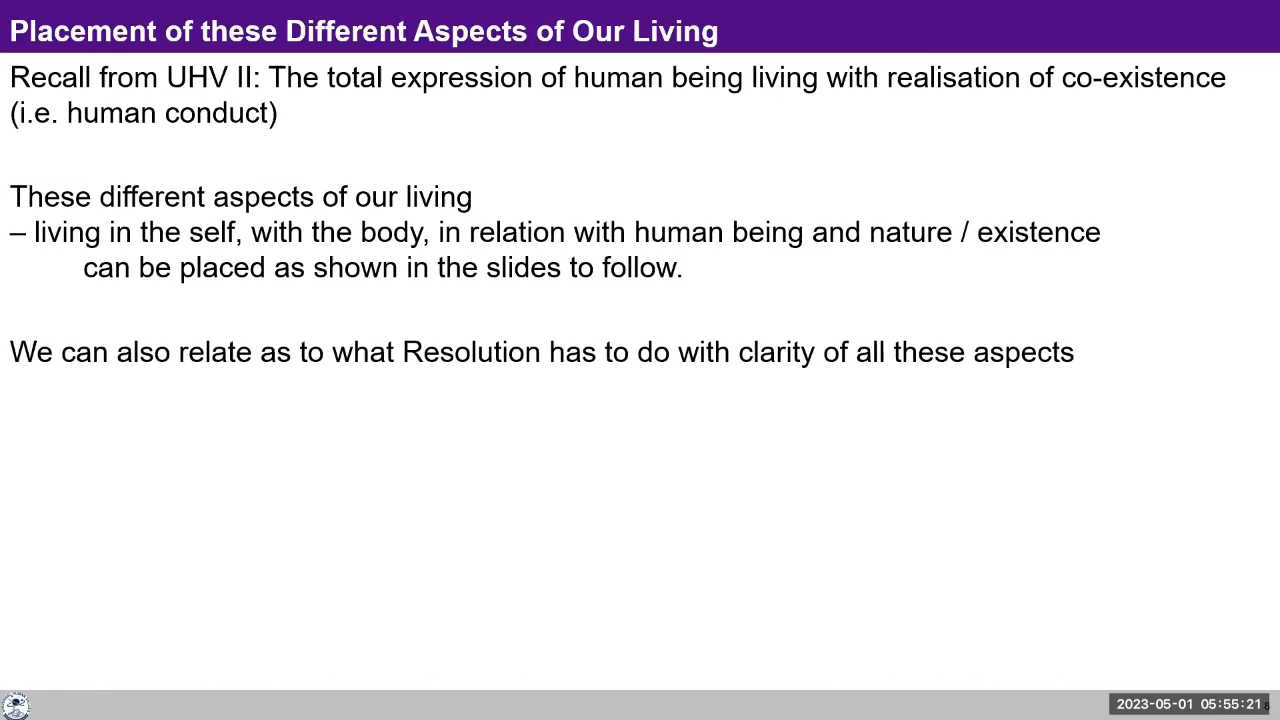 Placement of these Different Aspects of Our Living
Recall from UHV II: The total expression of human being living with realisation of co-existence
(i.e. human conduct)
These different aspects of our living
– living in the self, with the body, in relation with human being and nature / existence
can be placed as shown in the slides to follow.
We can also relate as to what Resolution has to do with clarity of all these aspects
2023-05-01 05:55:21
8